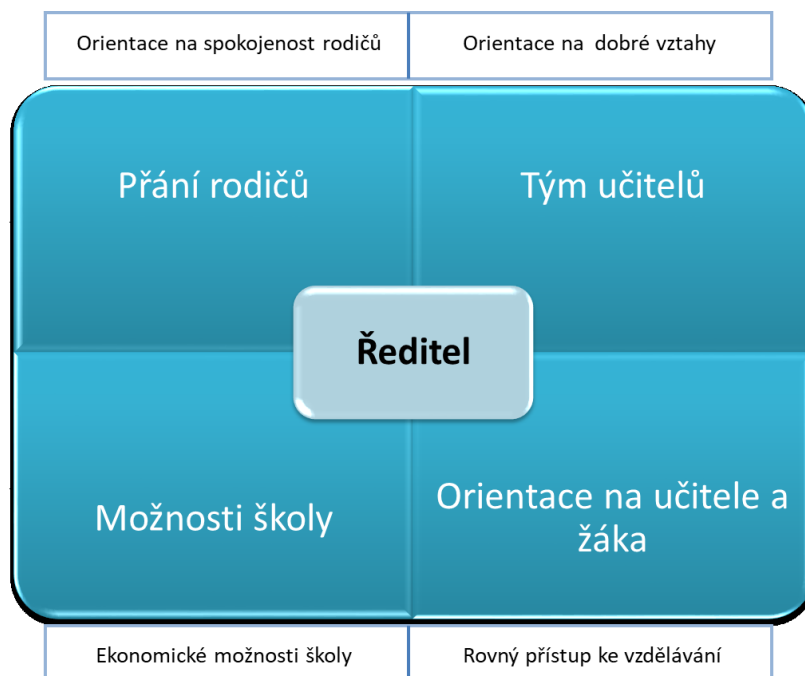 Orientace na spokojenost rodičů
Orientace na  dobré vztahy
Přání rodičů
Tým učitelů
Ředitel
Možnosti školy
Orientace na učitele a
žáka
Ekonomické možnosti školy
Rovný přístup ke vzdělávání